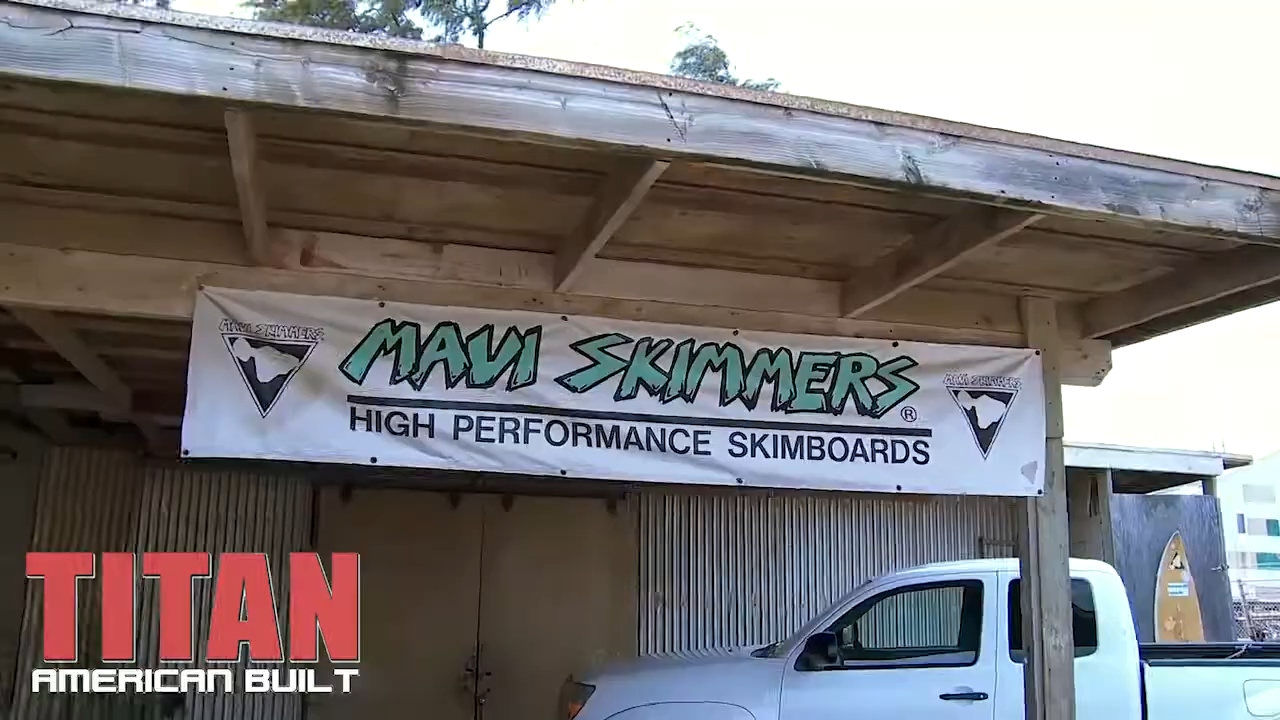 MAUI SKIMMERS
MAUI SKIMMERS ®
HIGH PERFORMANCE SKIMBOARDS
MAUI SKIMMERS
TITAN
AMERICAN BUILT